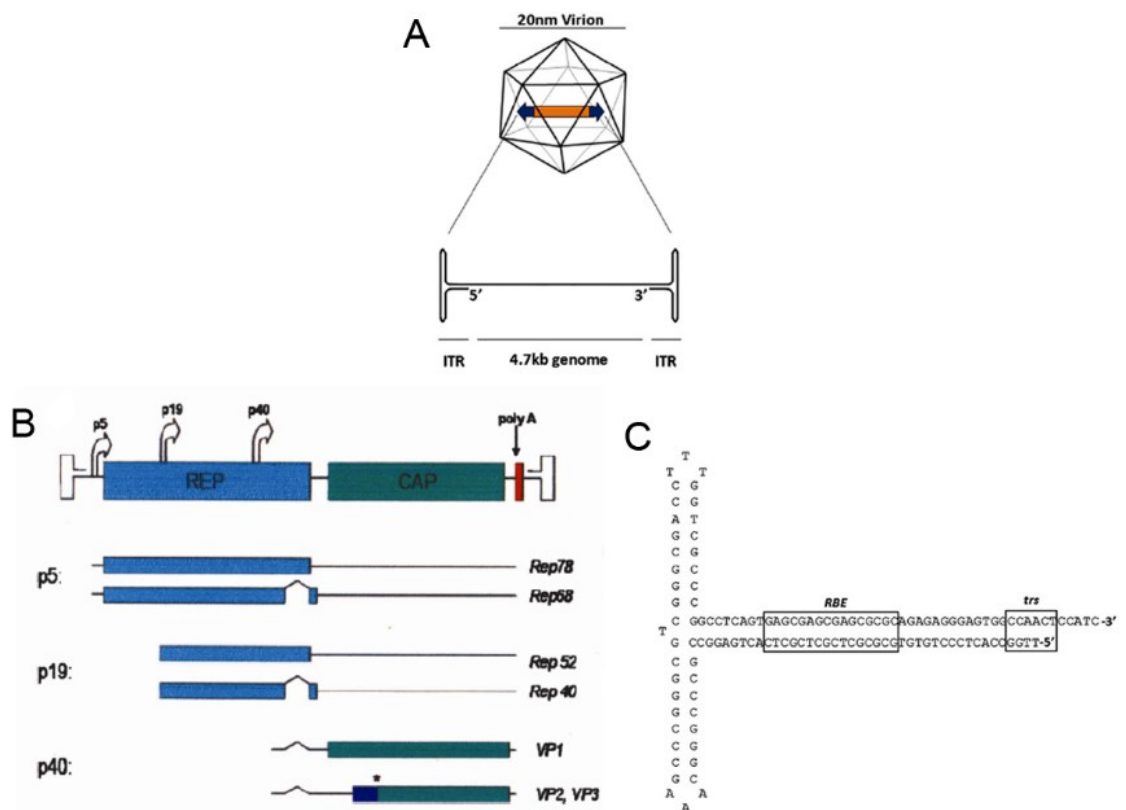 A
20nm Virion
5' 3'
ITR 4.7kb genome ITR
B
p5 p19 p40 poly A
REP CAP
p5:
Rep78
Rep68
p19:
Rep 52
Rep 40
p40:
VP1
*
VP2, VP3
C
T
T T
C G
C G
A T
G C
C G
G C
G C
G C
RBE trs
C GGCCTCAGTGAGCGAGCGAGCGCGCAGAGAGGGAGTGGCCAACTCCATC-3'
T
C CCGGAGTCACTCGCTCGCTCGCGCGTGTGTCCCTCACCGGTT-5'
A A
A